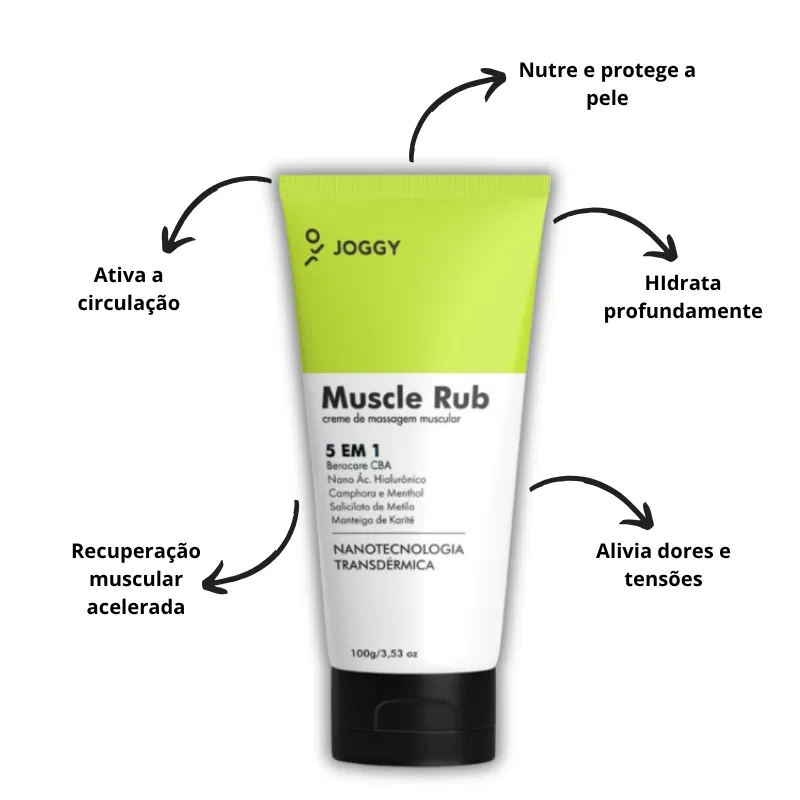 Nutre e protege a
pele
Ativa a
circulação
HIdrata
profundamente
JOGGY
Muscle Rub
creme de massagem muscular
5 EM 1
Beracare CBA
Nano Ác. Hialurônico
Camphora e Menthol
Salicilato de Metila
Manteiga de Karité
NANOTECNOLOGIA
TRANSDÉRMICA
100g/3,53 oz
Recuperação
muscular
acelerada
Alivia dores e
tensões